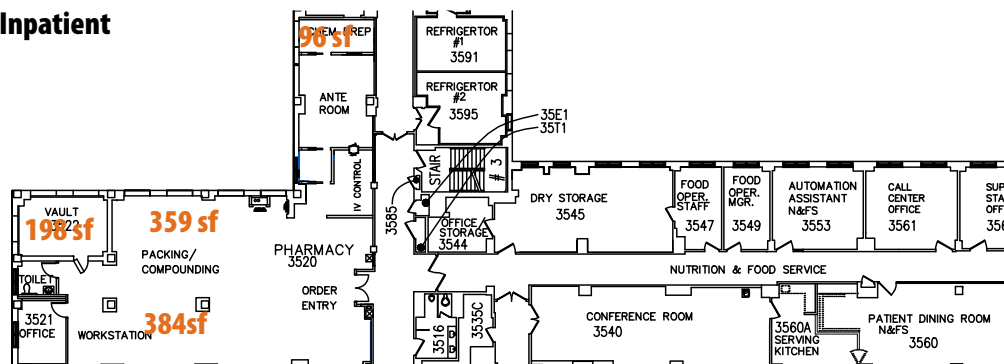 Inpatient
CHEM PREP
96 sf
REFRIGERTOR
#1
3591
ANTE
ROOM
REFRIGERTOR
#2
3595
35E1
35T1
STAIR
# 3
IV CONTROL
3585
VAULT
198 sf
359 sf
PACKING/
COMPOUNDING
PHARMACY
3520
OFFICE/
STORAGE
3544
DRY STORAGE
3545
FOOD
OPER.
STAFF
3547
FOOD
OPER.
MGR.
3549
AUTOMATION
ASSISTANT
N&FS
3553
CALL
CENTER
OFFICE
3561
NUTRITION & FOOD SERVICE
TOILET
ORDER
ENTRY
3521
OFFICE
WORKSTATION
384sf
3516
3535C
CONFERENCE ROOM
3540
3560A
SERVING
KITCHEN
PATIENT DINING ROOM
N&FS
3560